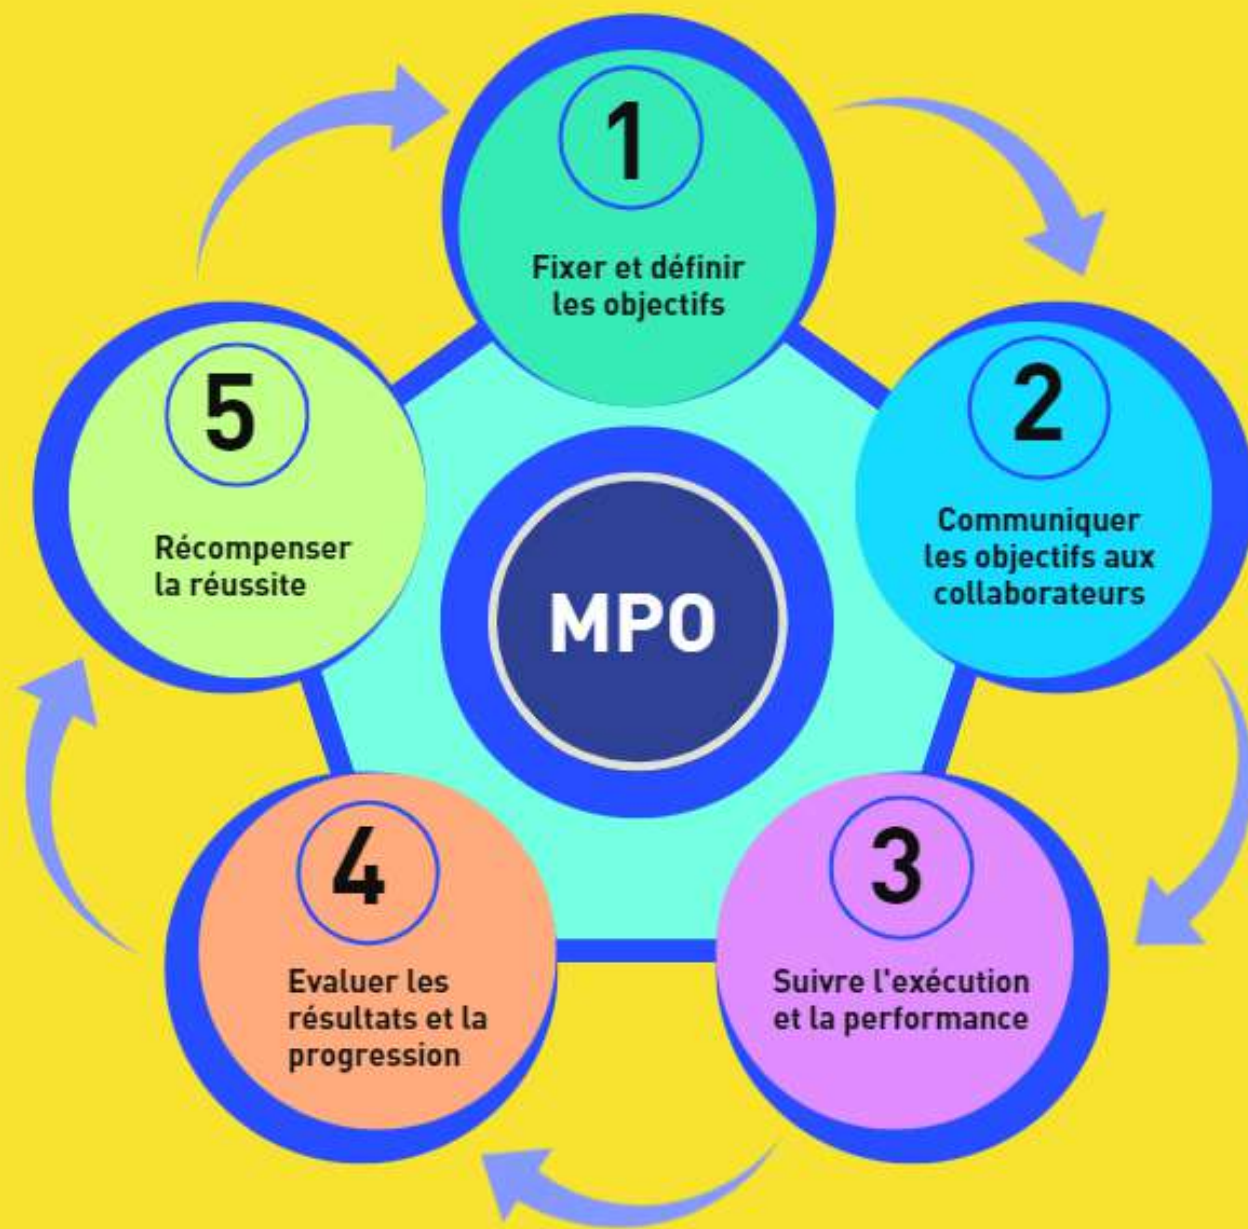 1
Fixer et définir
les objectifs
2
Communiquer
les objectifs aux
collaborateurs
3
Suivre l'exécution
et la performance
4
Evaluer les
résultats et la
progression
5
Récompenser
la réussite
MPO